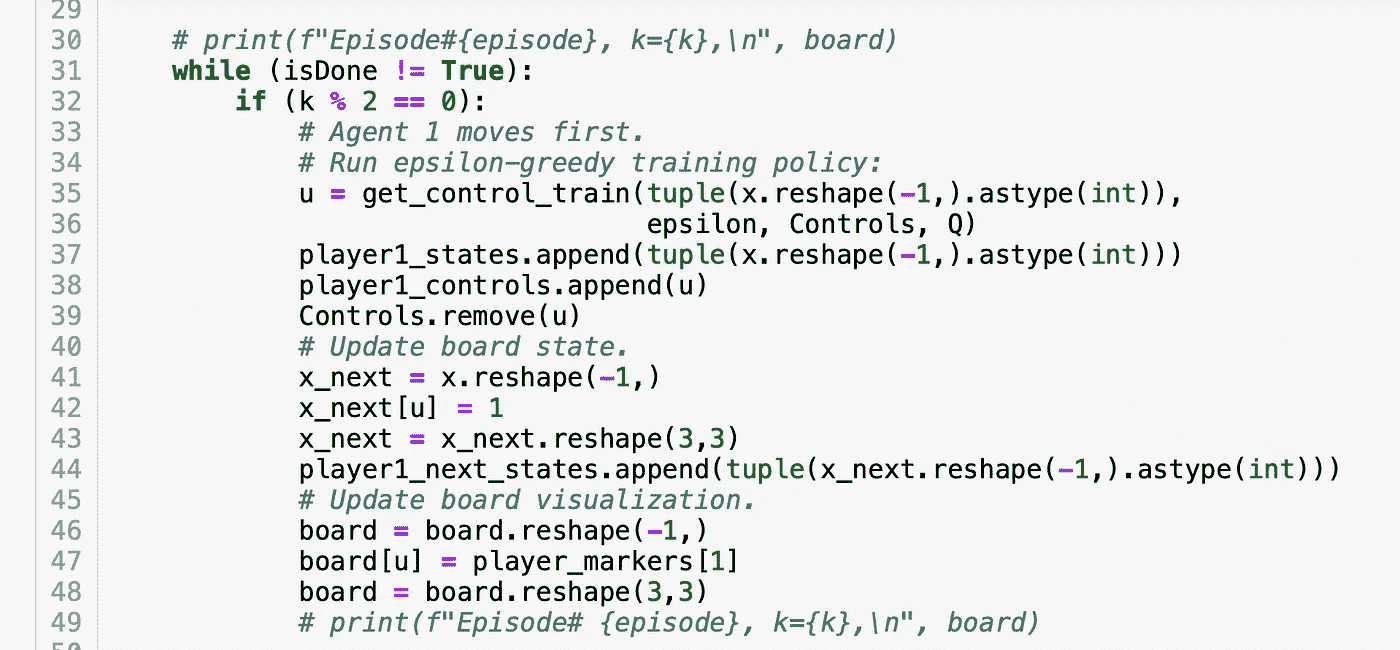 29
30 # print(f"Episode#{episode}, k={k},\n", board)
31 while (isDone != True):
32 if (k % 2 == 0):
33 # Agent 1 moves first.
34 # Run epsilon-greedy training policy:
35 u = get_control_train(tuple(x.reshape(-1,).astype(int)),
36 epsilon, Controls, Q)
37 player1_states.append(tuple(x.reshape(-1,).astype(int)))
38 player1_controls.append(u)
39 Controls.remove(u)
40 # Update board state.
41 x_next = x.reshape(-1,)
42 x_next[u] = 1
43 x_next = x_next.reshape(3,3)
44 player1_next_states.append(tuple(x_next.reshape(-1,).astype(int)))
45 # Update board visualization.
46 board = board.reshape(-1,)
47 board[u] = player_markers[1]
48 board = board.reshape(3,3)
49 # print(f"Episode# {episode}, k={k},\n", board)
50